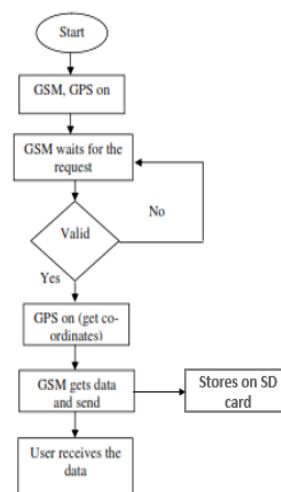 Start
GSM, GPS on
GSM waits for the
request
No
Valid
Yes
GPS on (get co-
ordinates)
GSM gets data
and send
Stores on SD
card
User receives the
data